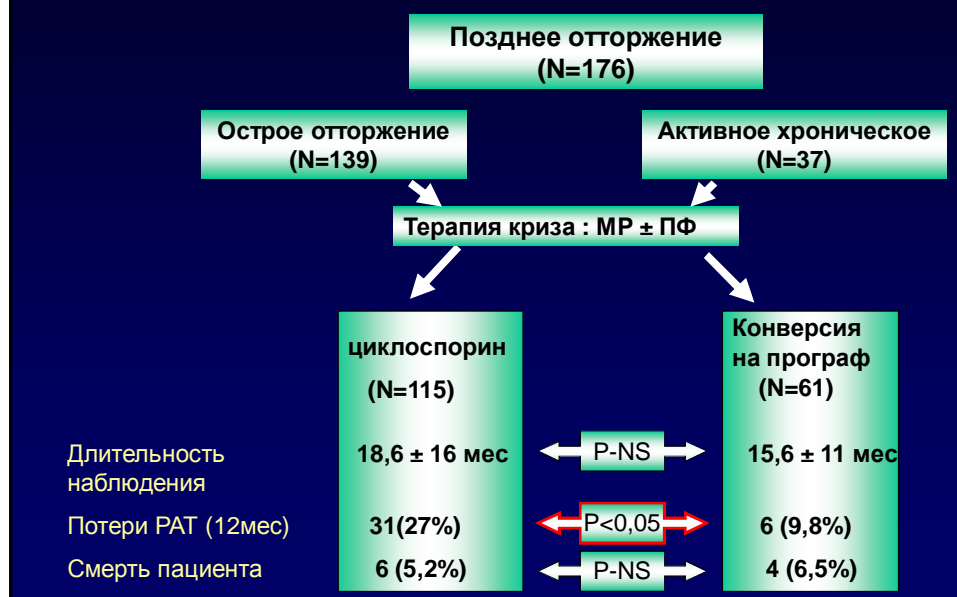 Позднее отторжение
(N=176)
Острое отторжение
(N=139)
Активное хроническое
(N=37)
Терапия криза : МР ± ПФ
циклоспорин
(N=115)
Конверсия
на програф
(N=61)
Длительность
наблюдения
18,6 ± 16 мес
P-NS
15,6 ± 11 мес
Потери РАТ (12мес)
31(27%)
P<0,05
6 (9,8%)
Смерть пациента
6 (5,2%)
P-NS
4 (6,5%)